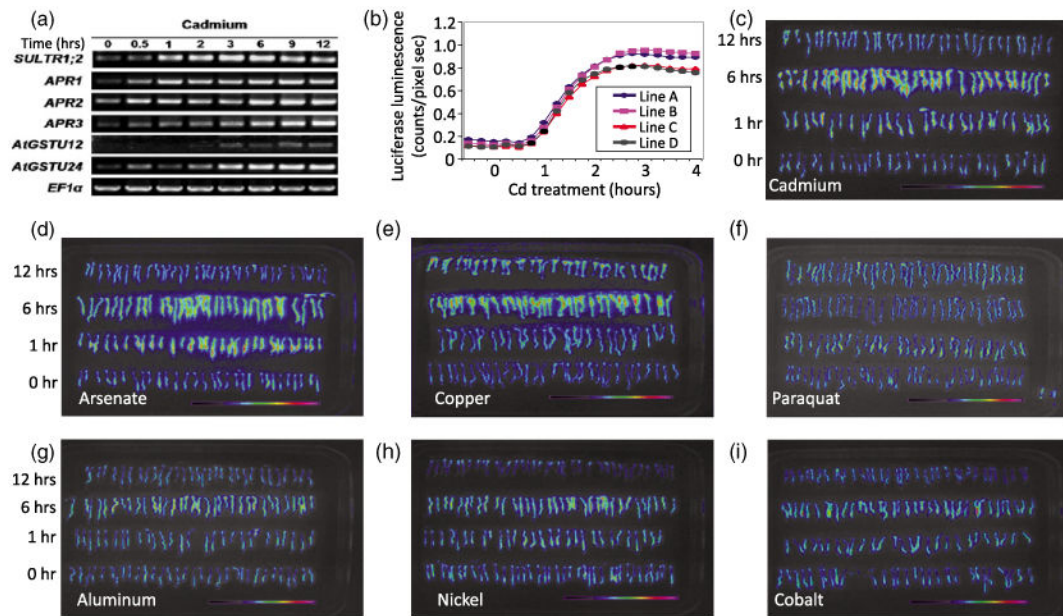 (a)
Cadmium
Time (hrs) 0 0.5 1 2 3 6 9 12
SULTR1;2
APR1
APR2
APR3
AtGSTU12
AtGSTU24
EF1α
(b)
Luciferase luminescence
(counts/pixel sec)
1.2
1.0
0.8
0.6
0.4
0.2
0
0 1 2 3 4
Cd treatment (hours)
Line A
Line B
Line C
Line D
(c)
12 hrs
6 hrs
1 hr
0 hr
Cadmium
(d)
12 hrs
6 hrs
1 hr
0 hr
Arsenate
(e)
Copper
(f)
Paraquat
(g)
12 hrs
6 hrs
1 hr
0 hr
Aluminum
(h)
Nickel
(i)
Cobalt